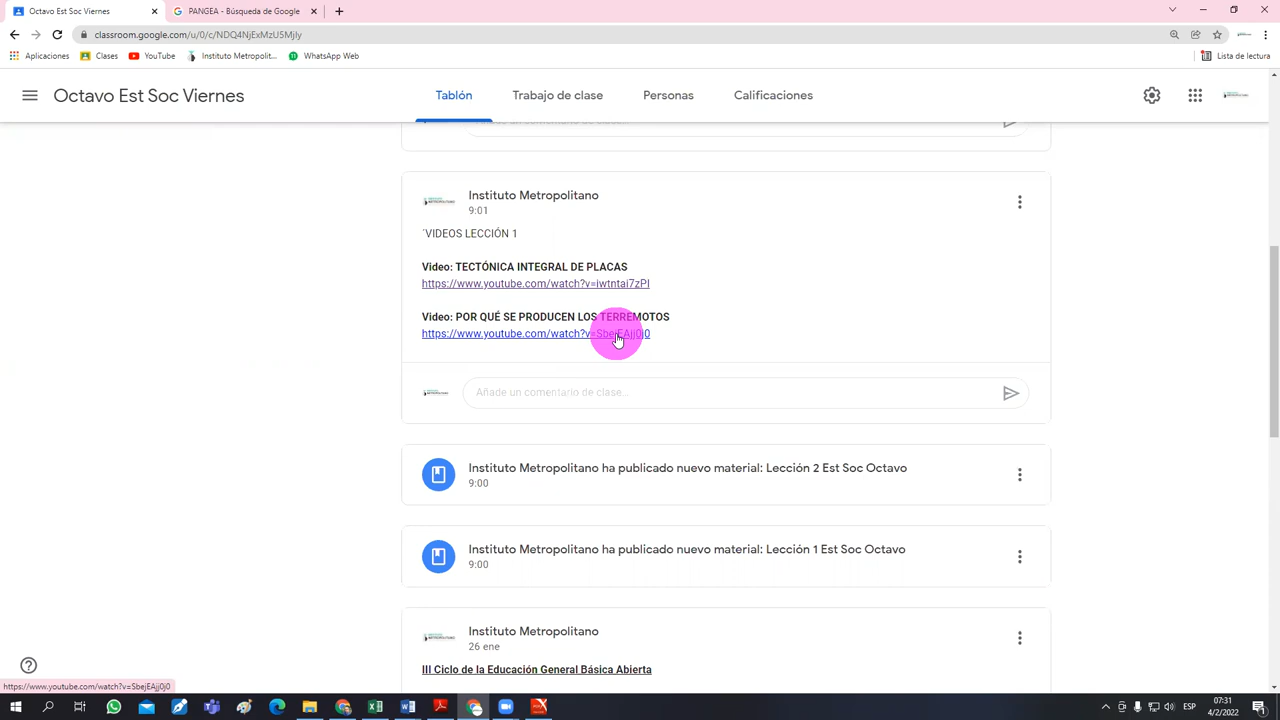 Octavo Est Soc Viernes
PANGEA - Búsqueda de Google
classroom.google.com/u/0/c/NDQ4NjExMzU5Mjly
Aplicaciones
Clases
YouTube
Instituto Metropolit...
WhatsApp Web
Lista de lectura
Octavo Est Soc Viernes
Tablón
Trabajo de clase
Personas
Calificaciones
Instituto Metropolitano
9:01
`VIDEOS LECCIÓN 1
Video: TECTÓNICA INTEGRAL DE PLACAS
https://www.youtube.com/watch?v=iwtntai7zPI
Video: POR QUÉ SE PRODUCEN LOS TERREMOTOS
https://www.youtube.com/watch?v=SbejEAjj0j0
Añade un comentario de clase...
Instituto Metropolitano ha publicado nuevo material: Lección 2 Est Soc Octavo
9:00
Instituto Metropolitano ha publicado nuevo material: Lección 1 Est Soc Octavo
9:00
Instituto Metropolitano
26 ene
III Ciclo de la Educación General Básica Abierta
https://www.youtube.com/watch?v=SbejEAjj0j0
ESP
07:31
4/2/2022